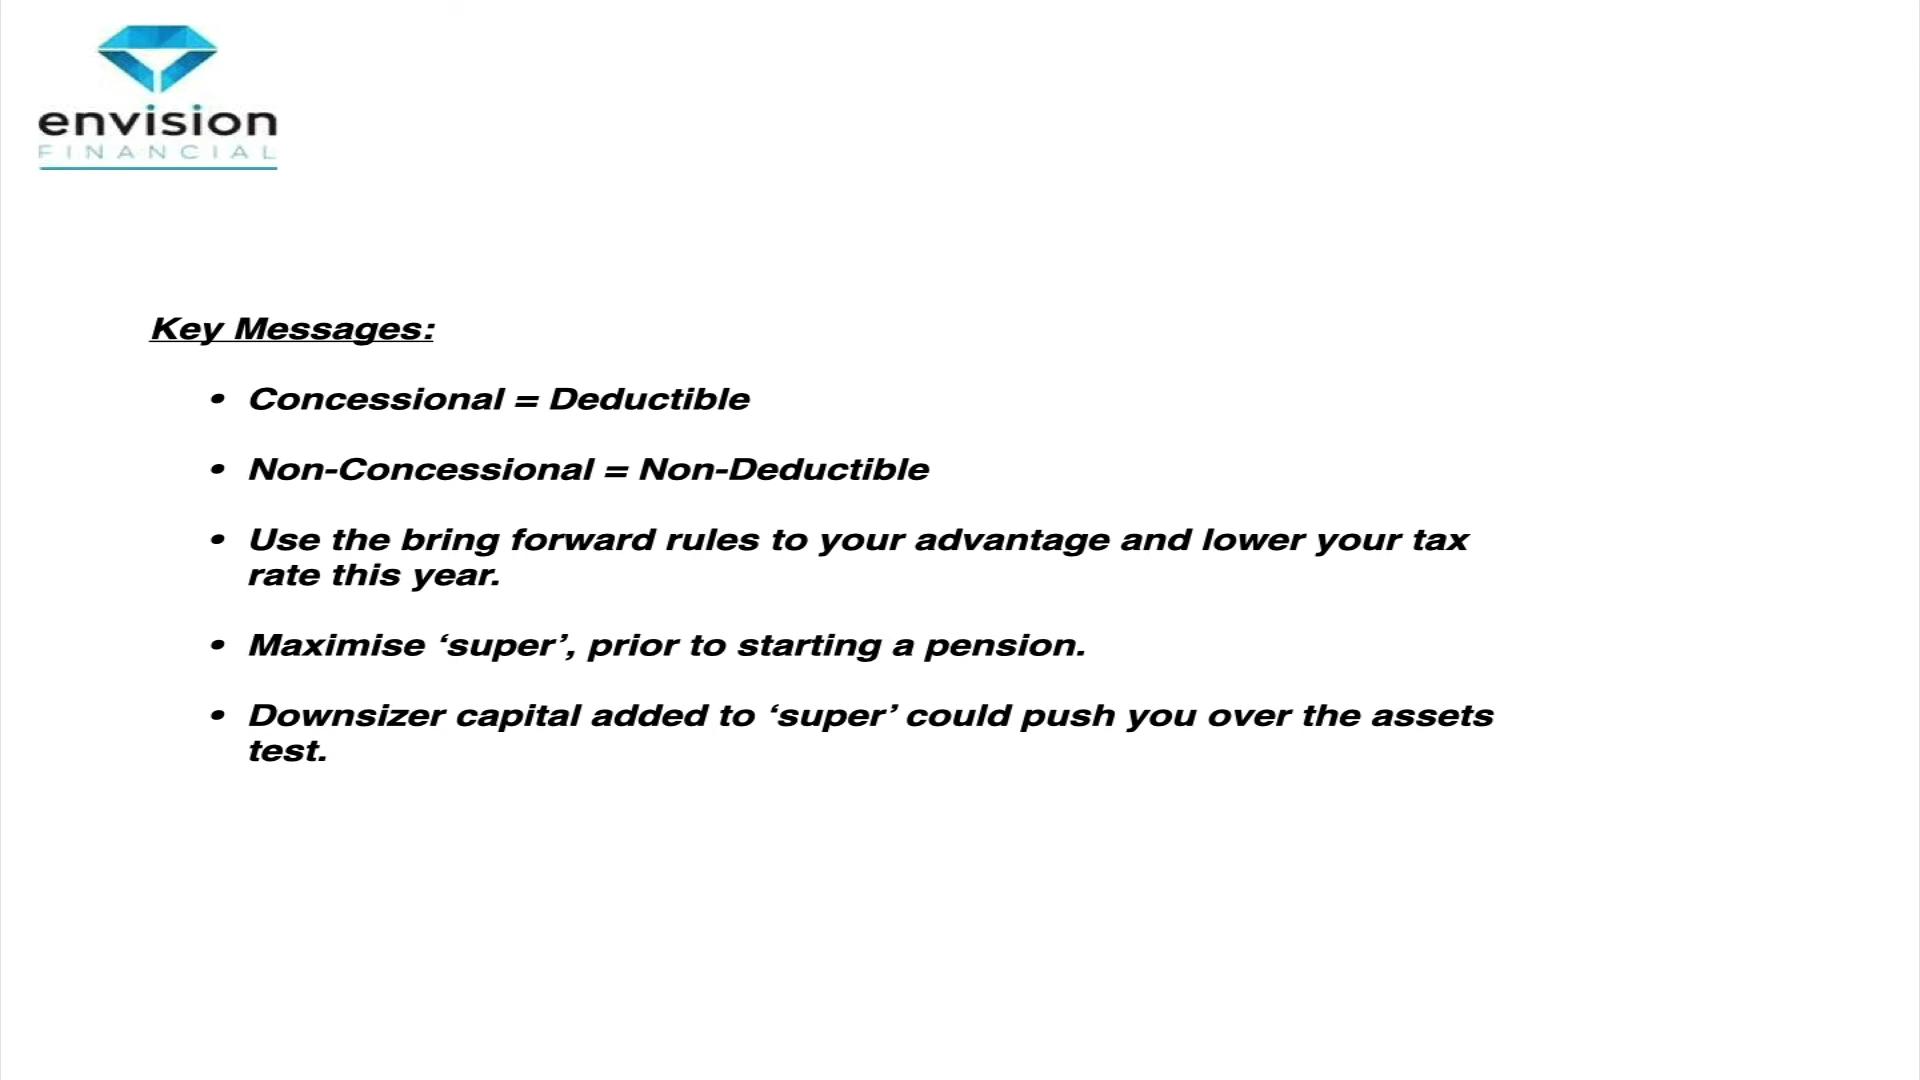 envision
FINANCIAL
Key Messages:
• Concessional = Deductible
• Non-Concessional = Non-Deductible
• Use the bring forward rules to your advantage and lower your tax
rate this year.
• Maximise ‘super’, prior to starting a pension.
• Downsizer capital added to ‘super’ could push you over the assets
test.